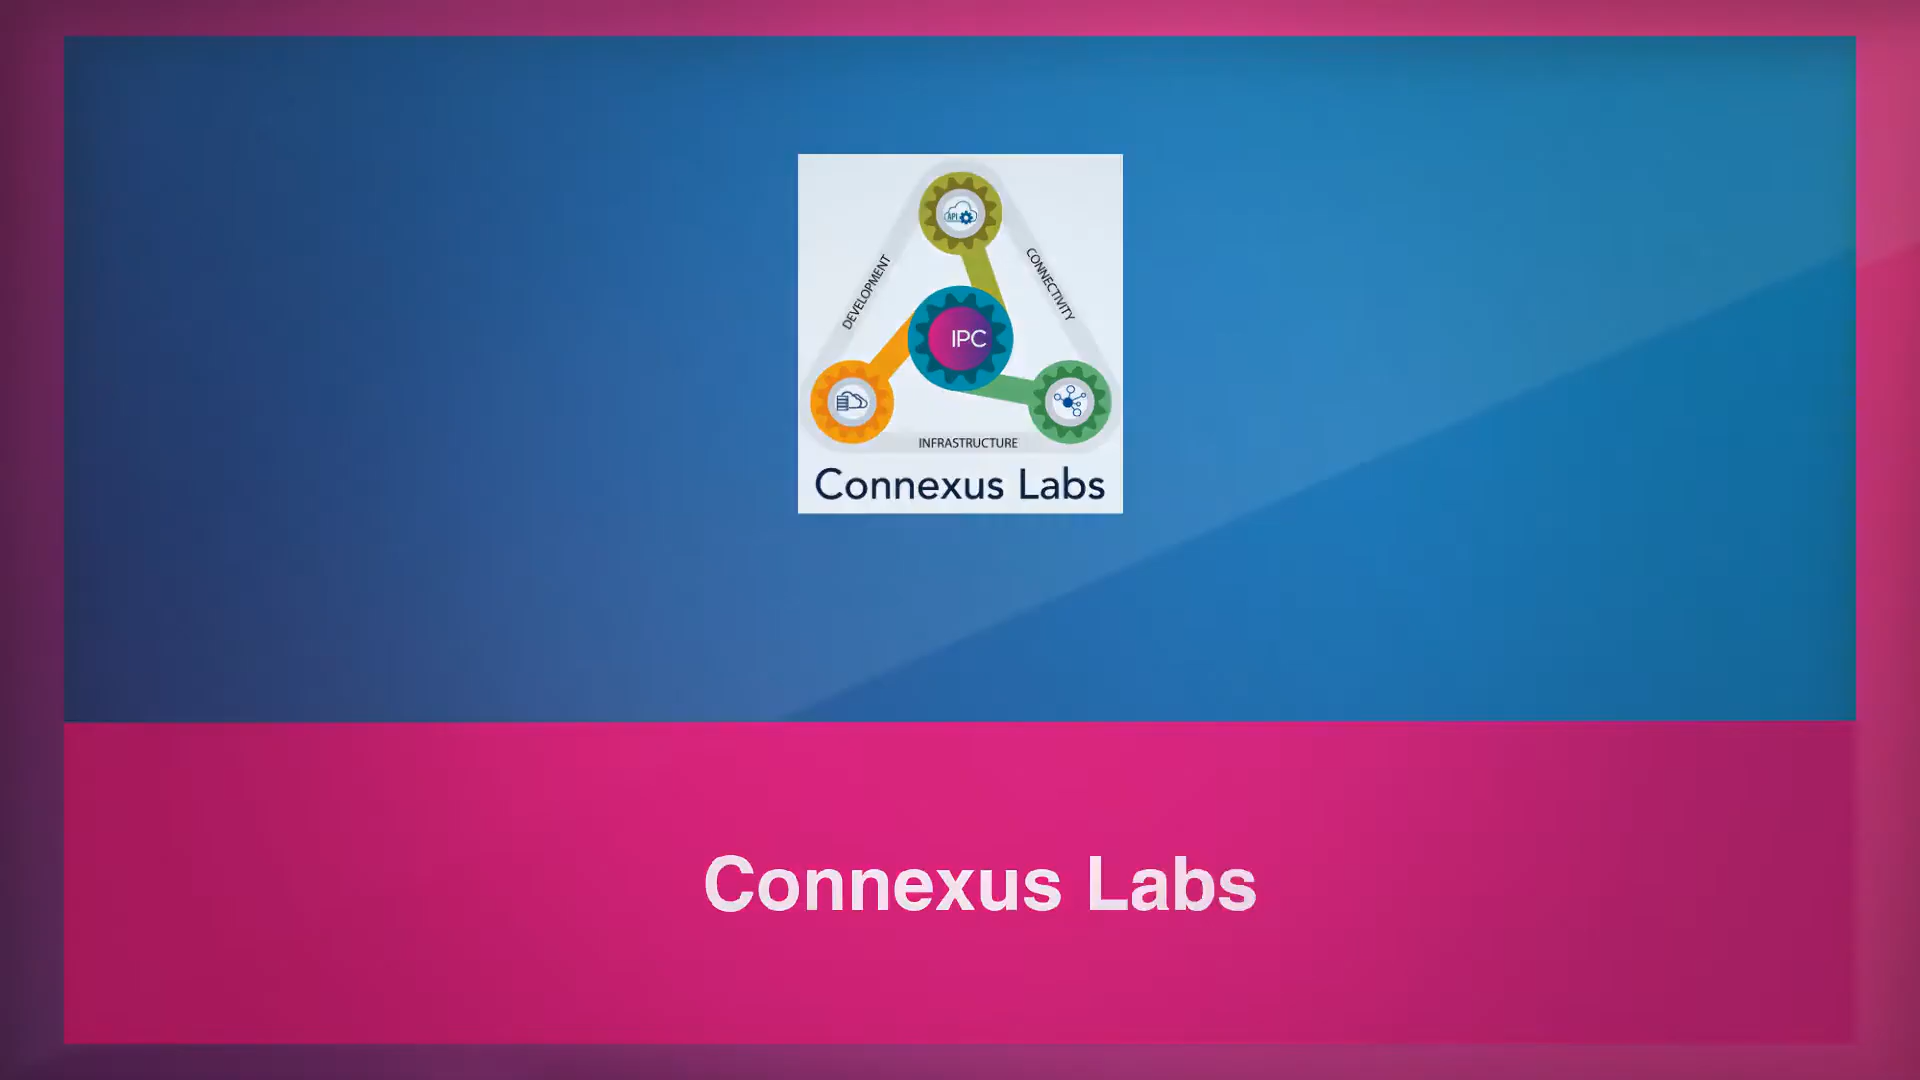 API
DEVELOPMENT
CONNECTIVITY
IPC
INFRASTRUCTURE
Connexus Labs
Connexus Labs